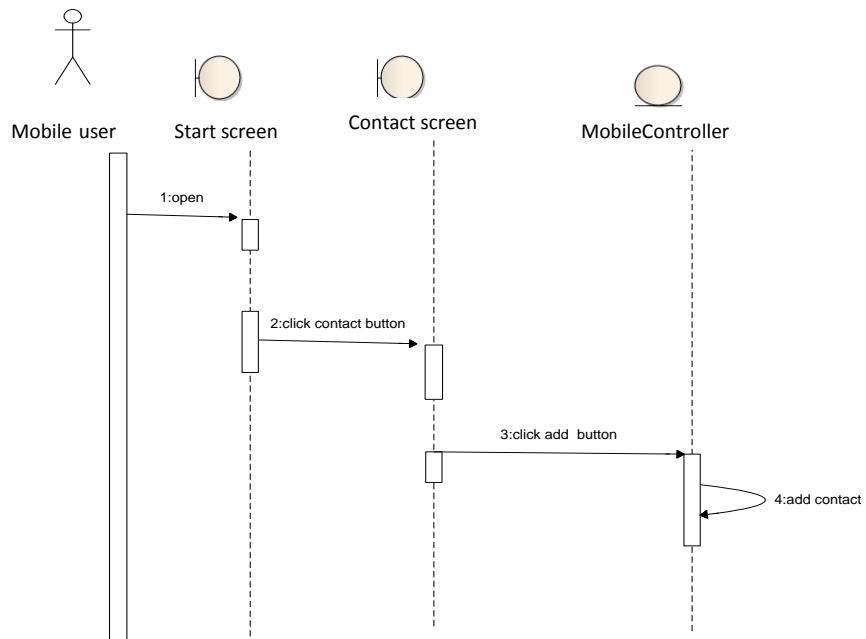 Mobile user
Start screen
Contact screen
MobileController
1:open
2:click contact button
3:click add  button
4:add contact